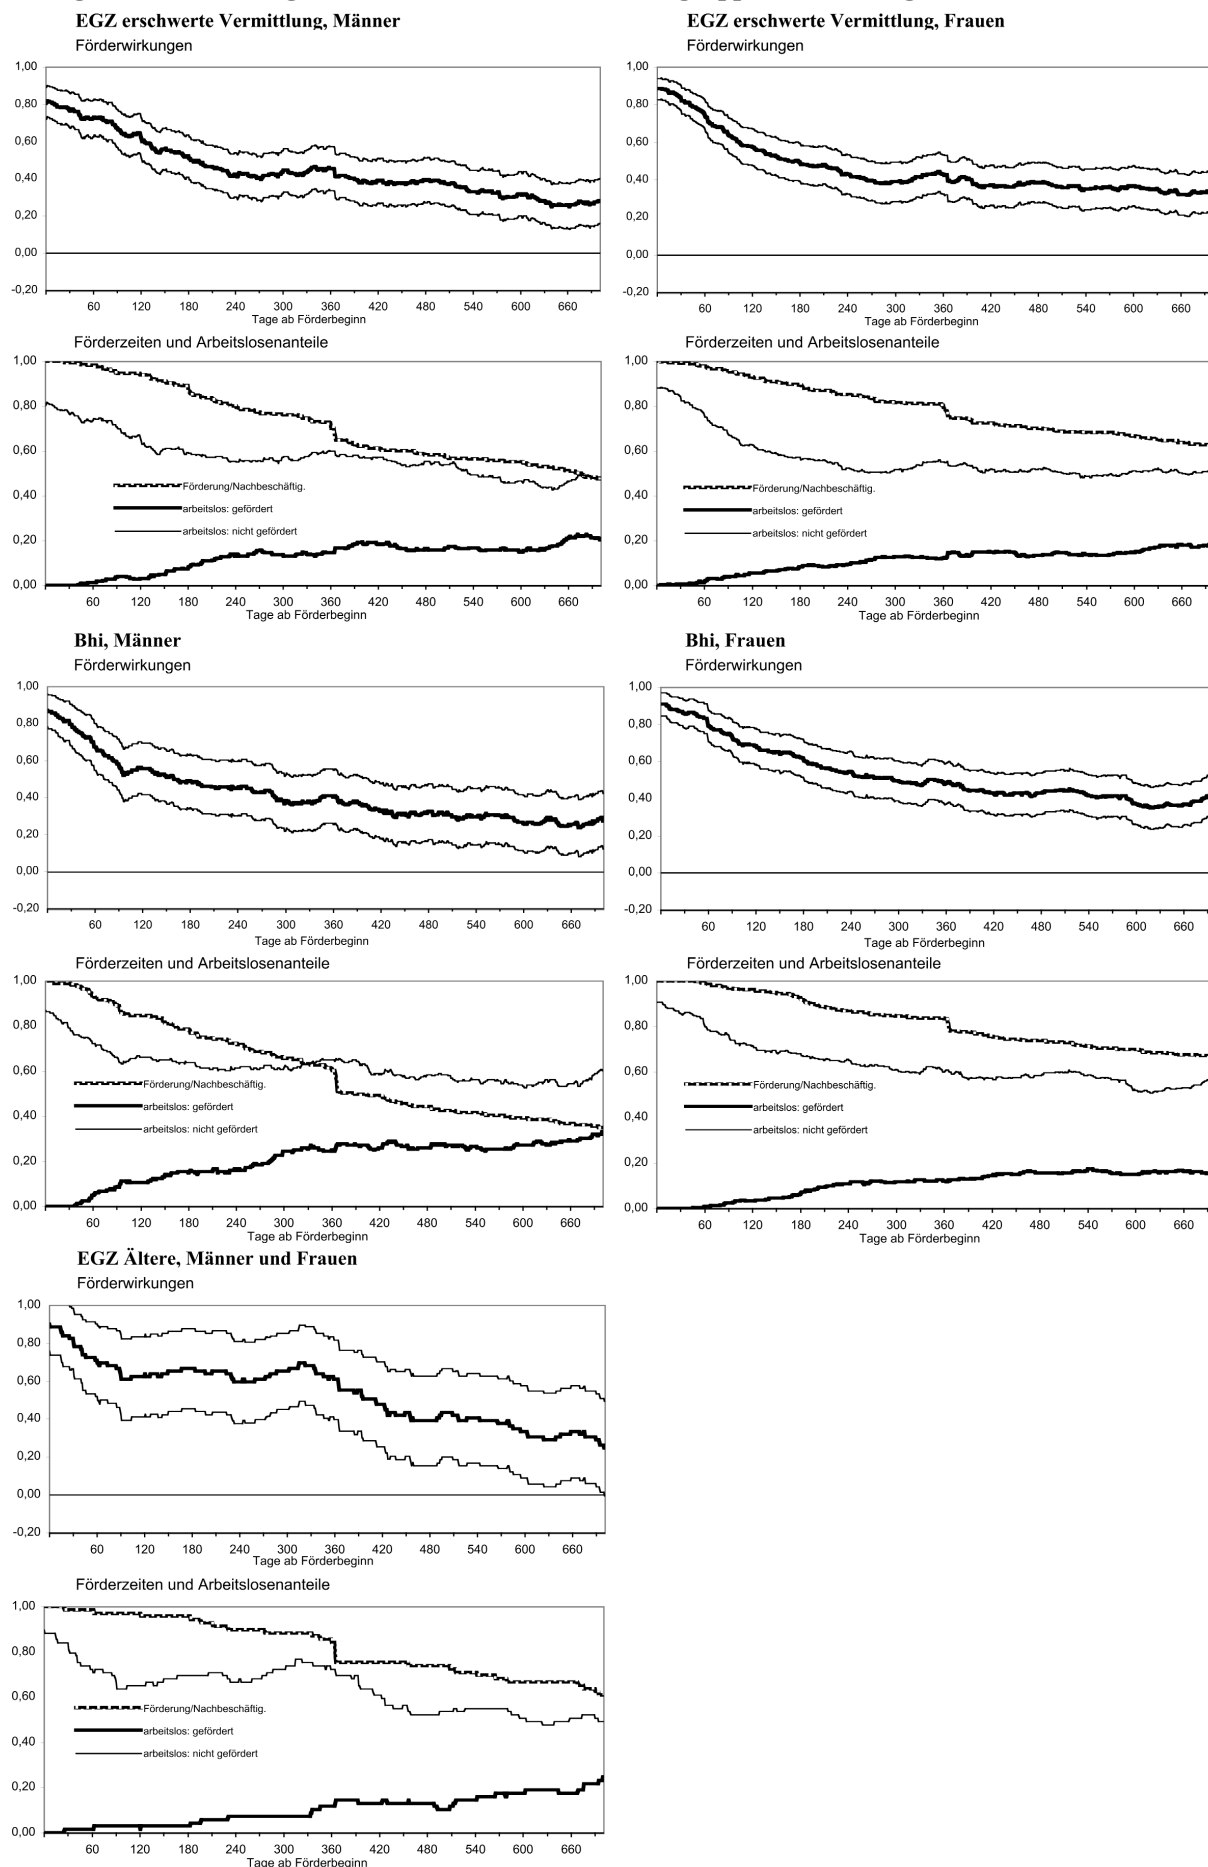 EGZ erschwerte Vermittlung, Männer
Förderwirkungen
1,00
0,80
0,60
0,40
0,20
0,00
-0,20
60 120 180 240 300 360 420 480 540 600 660
Tage ab Förderbeginn
Förderzeiten und Arbeitslosenanteile
1,00
0,80
0,60
0,40
0,20
0,00
Förderung/Nachbeschäftig.
arbeitslos: gefördert
arbeitslos: nicht gefördert
60 120 180 240 300 360 420 480 540 600 660
Tage ab Förderbeginn
EGZ erschwerte Vermittlung, Frauen
Förderwirkungen
1,00
0,80
0,60
0,40
0,20
0,00
-0,20
60 120 180 240 300 360 420 480 540 600 660
Tage ab Förderbeginn
Förderzeiten und Arbeitslosenanteile
1,00
0,80
0,60
0,40
0,20
0,00
Förderung/Nachbeschäftig.
arbeitslos: gefördert
arbeitslos: nicht gefördert
60 120 180 240 300 360 420 480 540 600 660
Tage ab Förderbeginn
Bhi, Männer
Förderwirkungen
1,00
0,80
0,60
0,40
0,20
0,00
-0,20
60 120 180 240 300 360 420 480 540 600 660
Tage ab Förderbeginn
Förderzeiten und Arbeitslosenanteile
1,00
0,80
0,60
0,40
0,20
0,00
Förderung/Nachbeschäftig.
arbeitslos: gefördert
arbeitslos: nicht gefördert
60 120 180 240 300 360 420 480 540 600 660
Tage ab Förderbeginn
Bhi, Frauen
Förderwirkungen
1,00
0,80
0,60
0,40
0,20
0,00
-0,20
60 120 180 240 300 360 420 480 540 600 660
Tage ab Förderbeginn
Förderzeiten und Arbeitslosenanteile
1,00
0,80
0,60
0,40
0,20
0,00
Förderung/Nachbeschäftig.
arbeitslos: gefördert
arbeitslos: nicht gefördert
60 120 180 240 300 360 420 480 540 600 660
Tage ab Förderbeginn
EGZ Ältere, Männer und Frauen
Förderwirkungen
1,00
0,80
0,60
0,40
0,20
0,00
-0,20
60 120 180 240 300 360 420 480 540 600 660
Tage ab Förderbeginn
Förderzeiten und Arbeitslosenanteile
1,00
0,80
0,60
0,40
0,20
0,00
Förderung/Nachbeschäftig.
arbeitslos: gefördert
arbeitslos: nicht gefördert
60 120 180 240 300 360 420 480 540 600 660
Tage ab Förderbeginn